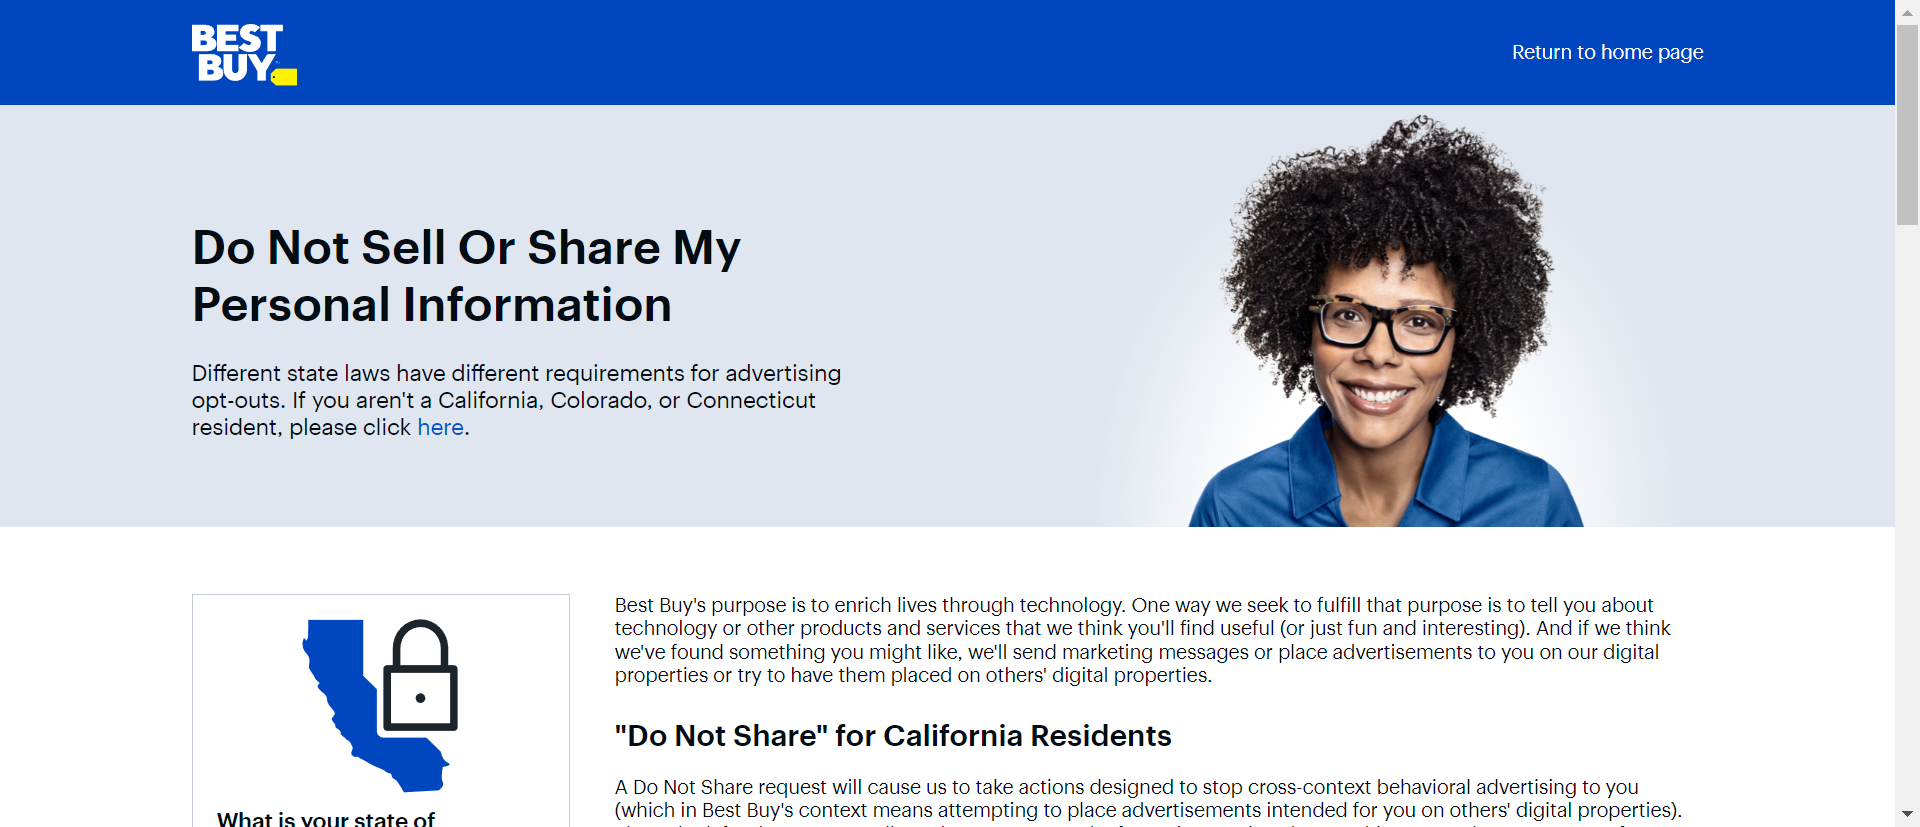 BEST
BUY
Return to home page
Do Not Sell Or Share My
Personal Information
Different state laws have different requirements for advertising
opt-outs. If you aren't a California, Colorado, or Connecticut
resident, please click here.
Best Buy's purpose is to enrich lives through technology. One way we seek to fulfill that purpose is to tell you about
technology or other products and services that we think you'll find useful (or just fun and interesting). And if we think
we've found something you might like, we'll send marketing messages or place advertisements to you on our digital
properties or try to have them placed on others' digital properties.
"Do Not Share" for California Residents
A Do Not Share request will cause us to take actions designed to stop cross-context behavioral advertising to you
(which in Best Buy's context means attempting to place advertisements intended for you on others' digital properties).
What is your state of